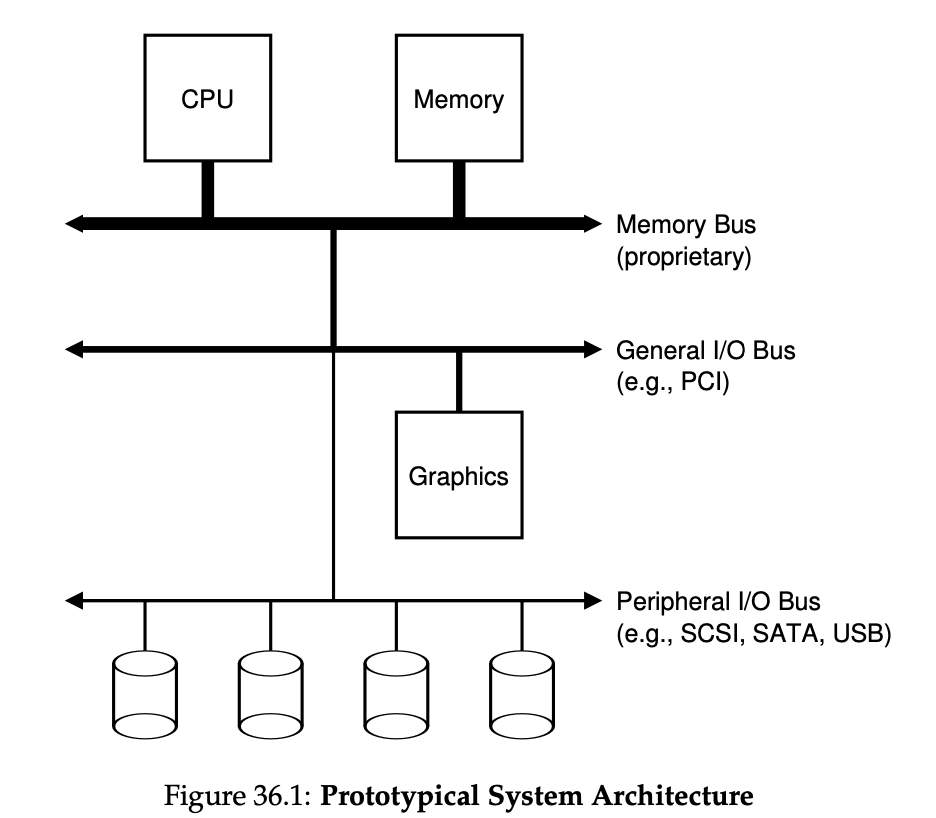 CPU
Memory
Memory Bus
(proprietary)
General I/O Bus
(e.g., PCI)
Graphics
Peripheral I/O Bus
(e.g., SCSI, SATA, USB)
Figure 36.1: Prototypical System Architecture